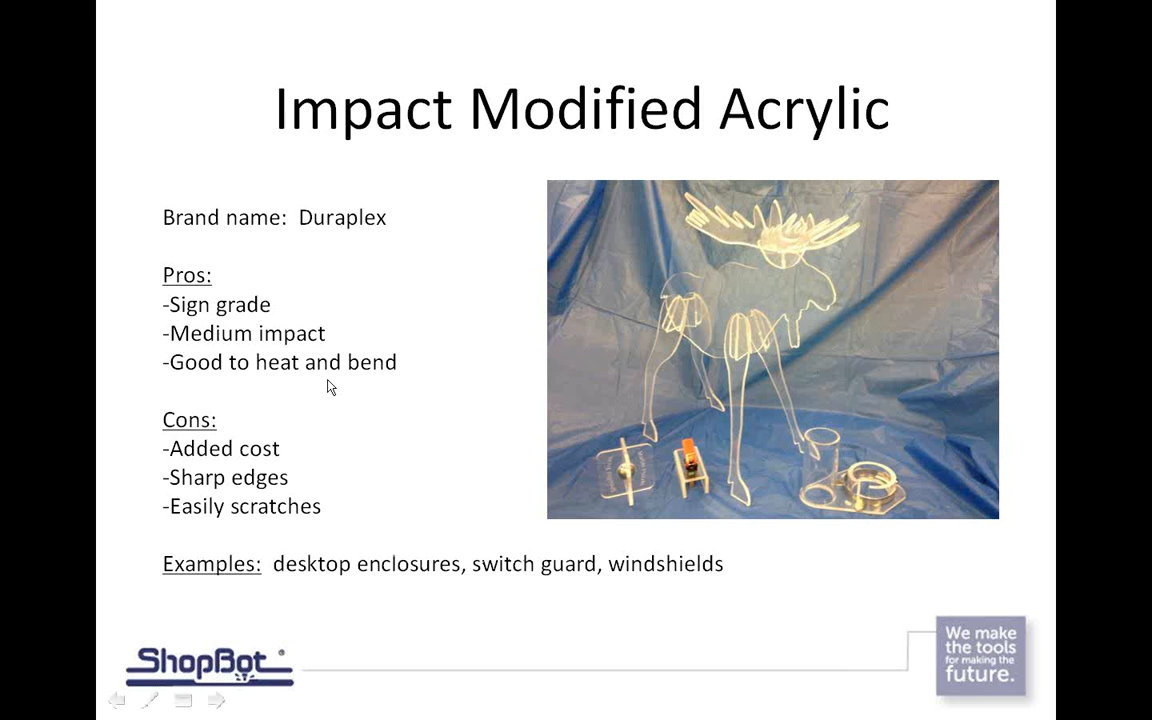 Impact Modified Acrylic
Brand name: Duraplex
Pros:
-Sign grade
-Medium impact
-Good to heat and bend
Cons:
-Added cost
-Sharp edges
-Easily scratches
Examples: desktop enclosures, switch guard, windshields
ShopBot
We make
the tools
for making the
future.